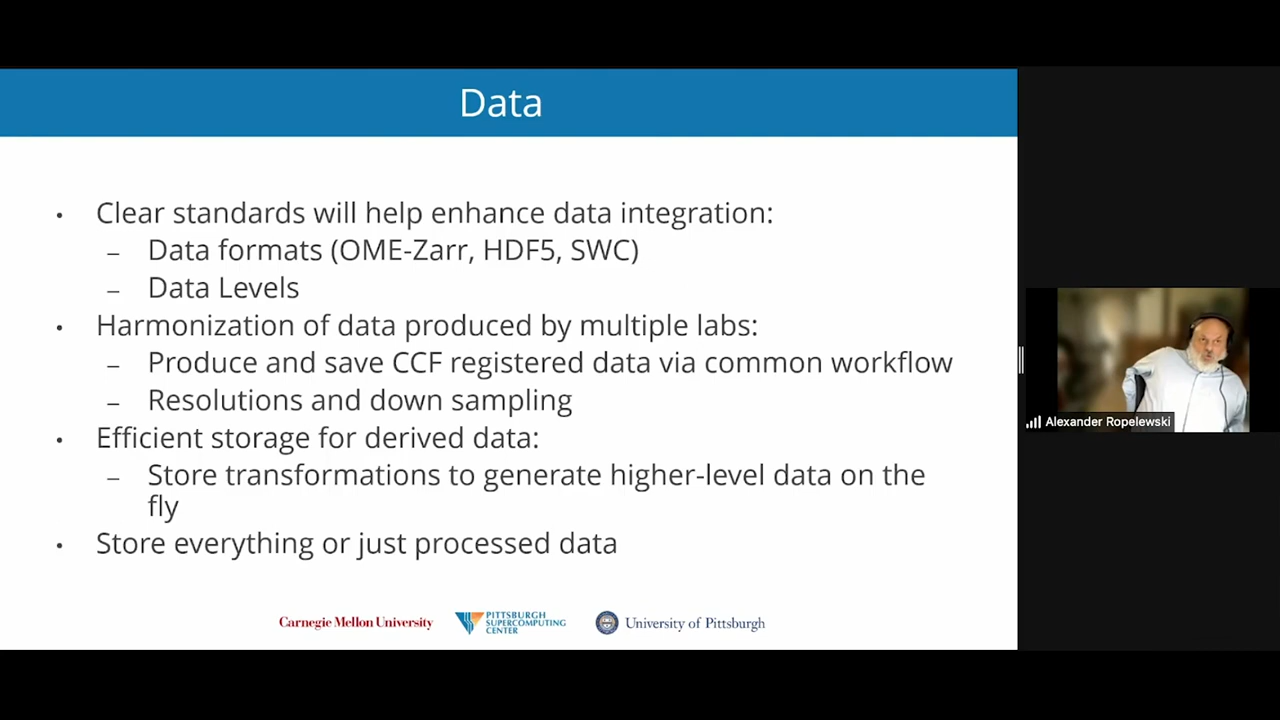 Data
• Clear standards will help enhance data integration:
– Data formats (OME-Zarr, HDF5, SWC)
– Data Levels
• Harmonization of data produced by multiple labs:
– Produce and save CCF registered data via common workflow
– Resolutions and down sampling
• Efficient storage for derived data:
– Store transformations to generate higher-level data on the
fly
• Store everything or just processed data
Carnegie Mellon University
PITTSBURGH
SUPERCOMPUTING
CENTER
University of Pittsburgh
Alexander Ropelewski